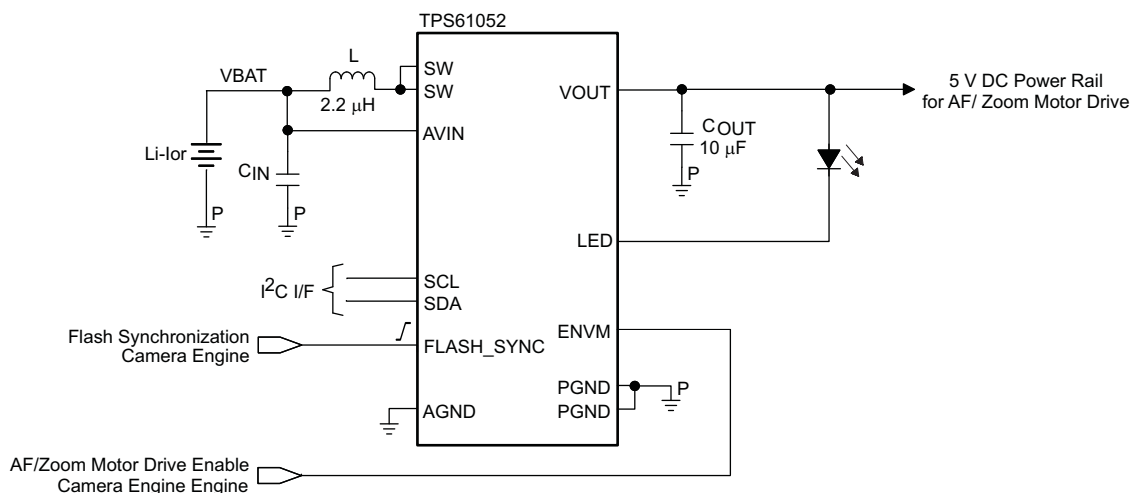 TPS61052
L
VBAT
2.2 μH
SW
SW
AVIN
Li-Ior
CIN
P
P
VOUT
COUT
10 μF
P
5 V DC Power Rail
for AF/ Zoom Motor Drive
LED
I2C I/F
SCL
SDA
Flash Synchronization
Camera Engine
FLASH_SYNC
ENVM
PGND
PGND
P
AGND
AF/Zoom Motor Drive Enable
Camera Engine Engine